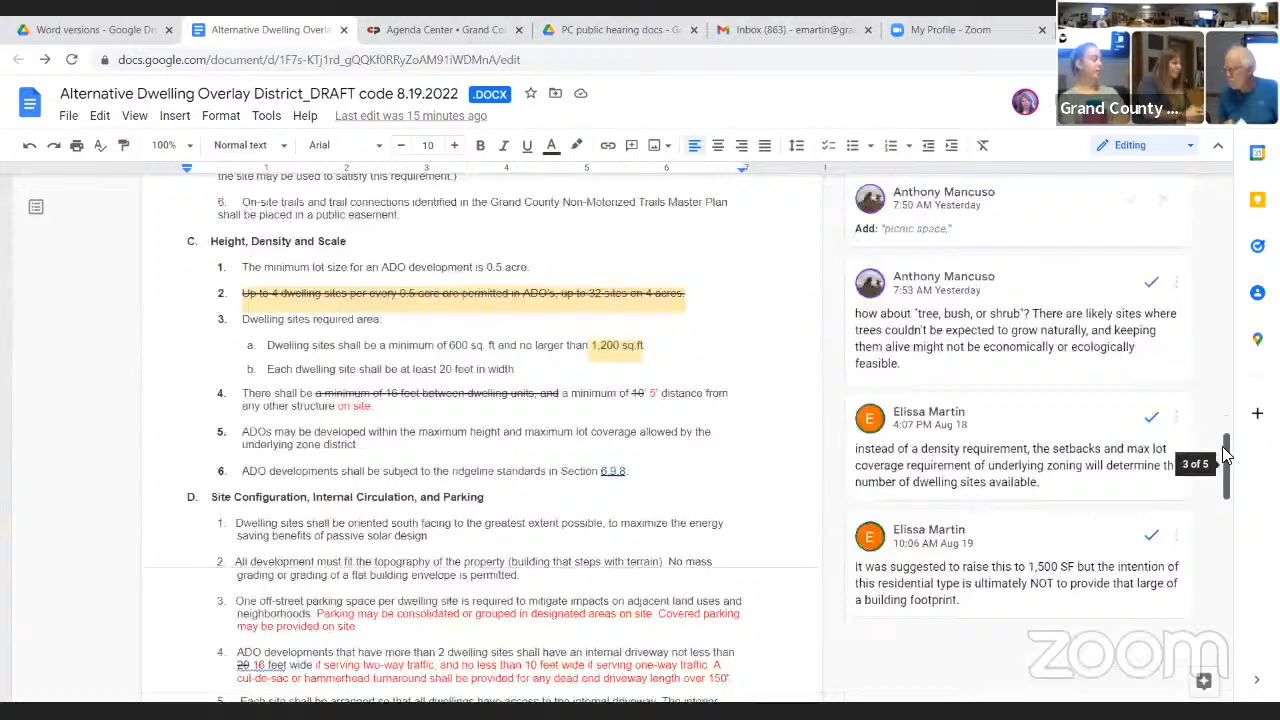 Word versions - Google Dr
Alternative Dwelling Overla
Agenda Center • Grand Co
PC public hearing docs - G
Inbox (863) - emartin@gra
My Profile - Zoom
docs.google.com/document/d/1F7s-KTj1rd_gQQKf0RRyZoAM91iWDMnA/edit
Grand County ...
Alternative Dwelling Overlay District_DRAFT code 8.19.2022
.DOCX
File Edit View Insert Format Tools Help Last edit was 15 minutes ago
100% Normal text Arial 10 Editing
1 2 3 4 5 6 7
the site may be used to satisfy this requirement.)
6. On-site trails and trail connections identified in the Grand County Non-Motorized Trails Master Plan
shall be placed in a public easement.
C. Height, Density and Scale
1. The minimum lot size for an ADO development is 0.5 acre.
2. Up to 4 dwelling sites per every 0.5 acre are permitted in ADO's, up to 32 sites on 4 acres.
3. Dwelling sites required area:
a. Dwelling sites shall be a minimum of 600 sq. ft and no larger than 1,200 sq.ft.
b. Each dwelling site shall be at least 20 feet in width
4. There shall be a minimum of 16 feet between dwelling units, and a minimum of 10' 5' distance from
any other structure on site.
5. ADOs may be developed within the maximum height and maximum lot coverage allowed by the
underlying zone district.
6. ADO developments shall be subject to the ridgeline standards in Section 6.9.8.
D. Site Configuration, Internal Circulation, and Parking
1. Dwelling sites shall be oriented south facing to the greatest extent possible, to maximize the energy
saving benefits of passive solar design
2. All development must fit the topography of the property (building that steps with terrain). No mass
grading or grading of a flat building envelope is permitted.
3. One off-street parking space per dwelling site is required to mitigate impacts on adjacent land uses and
neighborhoods. Parking may be consolidated or grouped in designated areas on site. Covered parking
may be provided on site.
4. ADO developments that have more than 2 dwelling sites shall have an internal driveway not less than
20 16 feet wide if serving two-way traffic, and no less than 10 feet wide if serving one-way traffic. A
cul-de-sac or hammerhead turnaround shall be provided for any dead end driveway length over 150'.
5. Each site shall be arranged so that all dwellings have access to the internal driveway. The interior
Anthony Mancuso
7:50 AM Yesterday
Add: "picnic space,"
Anthony Mancuso
7:53 AM Yesterday
how about "tree, bush, or shrub"? There are likely sites where
trees couldn't be expected to grow naturally, and keeping
them alive might not be economically or ecologically
feasible.
E Elissa Martin
4:07 PM Aug 18
instead of a density requirement, the setbacks and max lot
coverage requirement of underlying zoning will determine th
number of dwelling sites available.
3 of 5
E Elissa Martin
10:06 AM Aug 19
It was suggested to raise this to 1,500 SF but the intention of
this residential type is ultimately NOT to provide that large of
a building footprint.
zoom